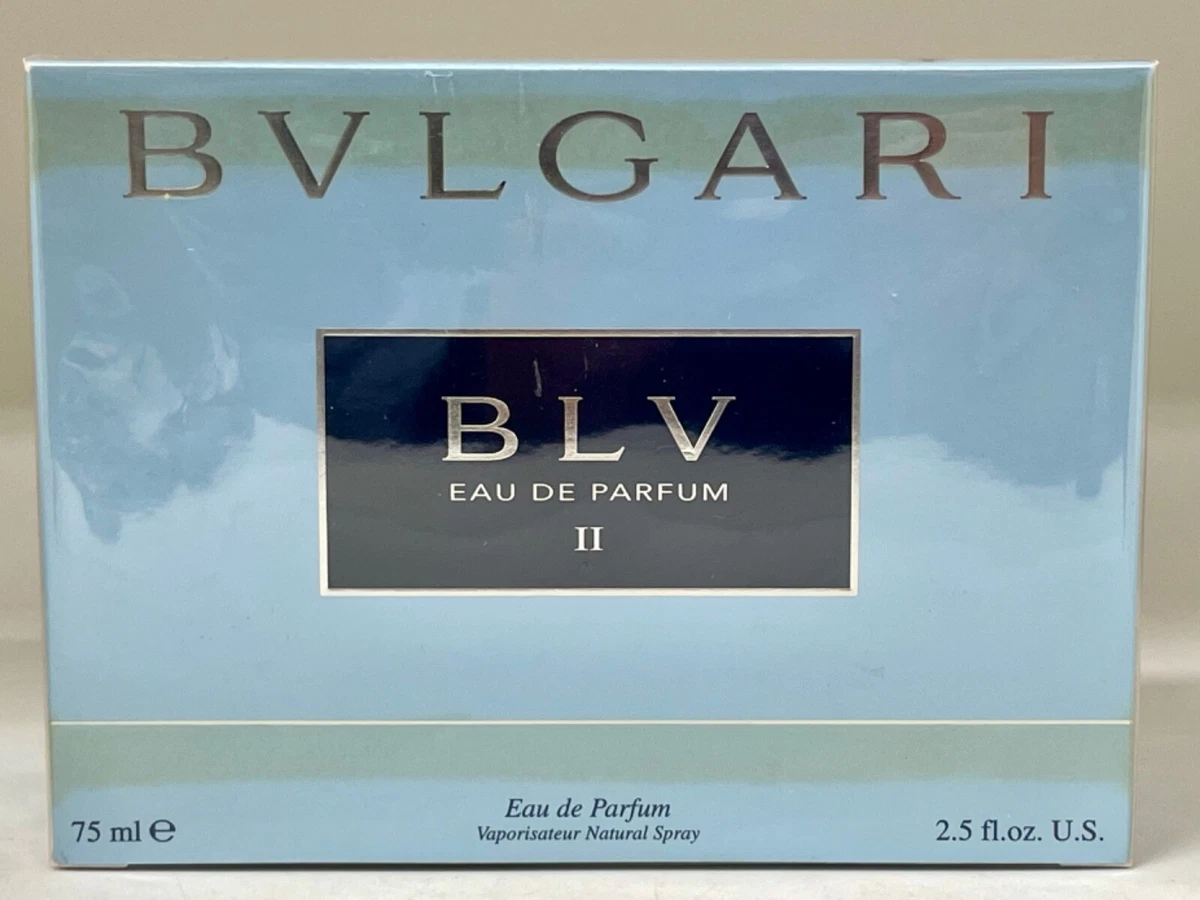 BVLGARI
BLV
EAU DE PARFUM
II
Eau de Parfum
75 ml ℮
Vaporisateur Natural Spray
2.5 fl.oz. U.S.